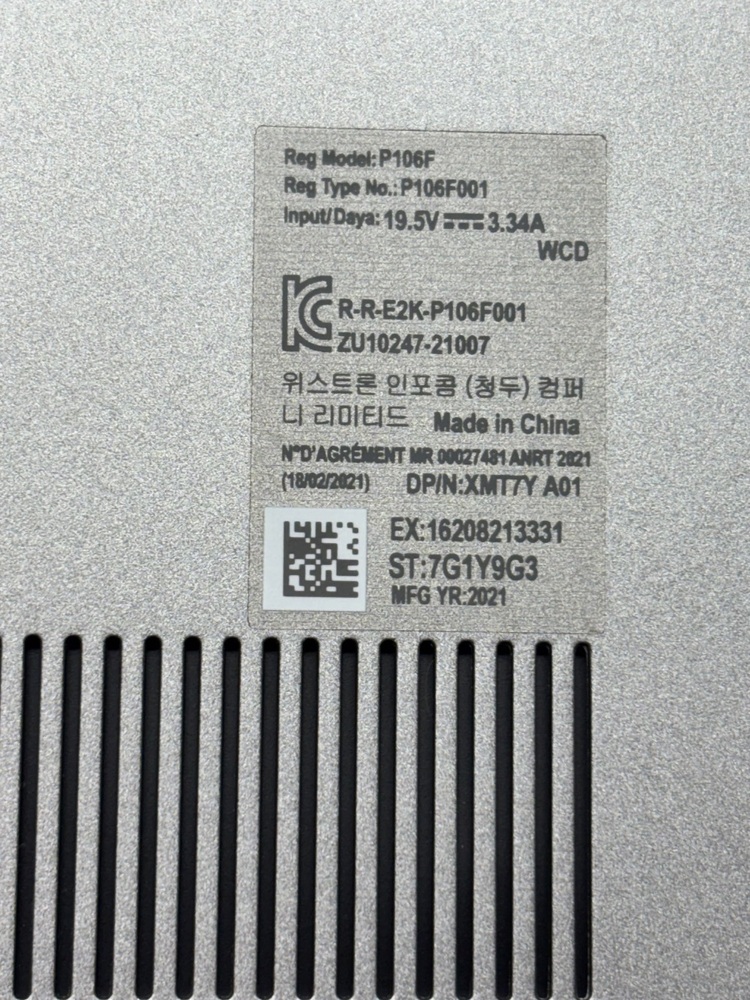 Reg Model: P106F
Reg Type No.: P106F001
Input/Daya: 19.5V 3.34A
WCD
R-R-E2K-P106F001
ZU10247-21007
위스트론 인포콤 (청두) 컴퍼
니 리미티드 Made in China
N°D'AGRÉMENT MR 00027481 ANRT 2021
(18/02/2021) DP/N:XMT7Y A01
EX:16208213331
ST:7G1Y9G3
MFG YR:2021